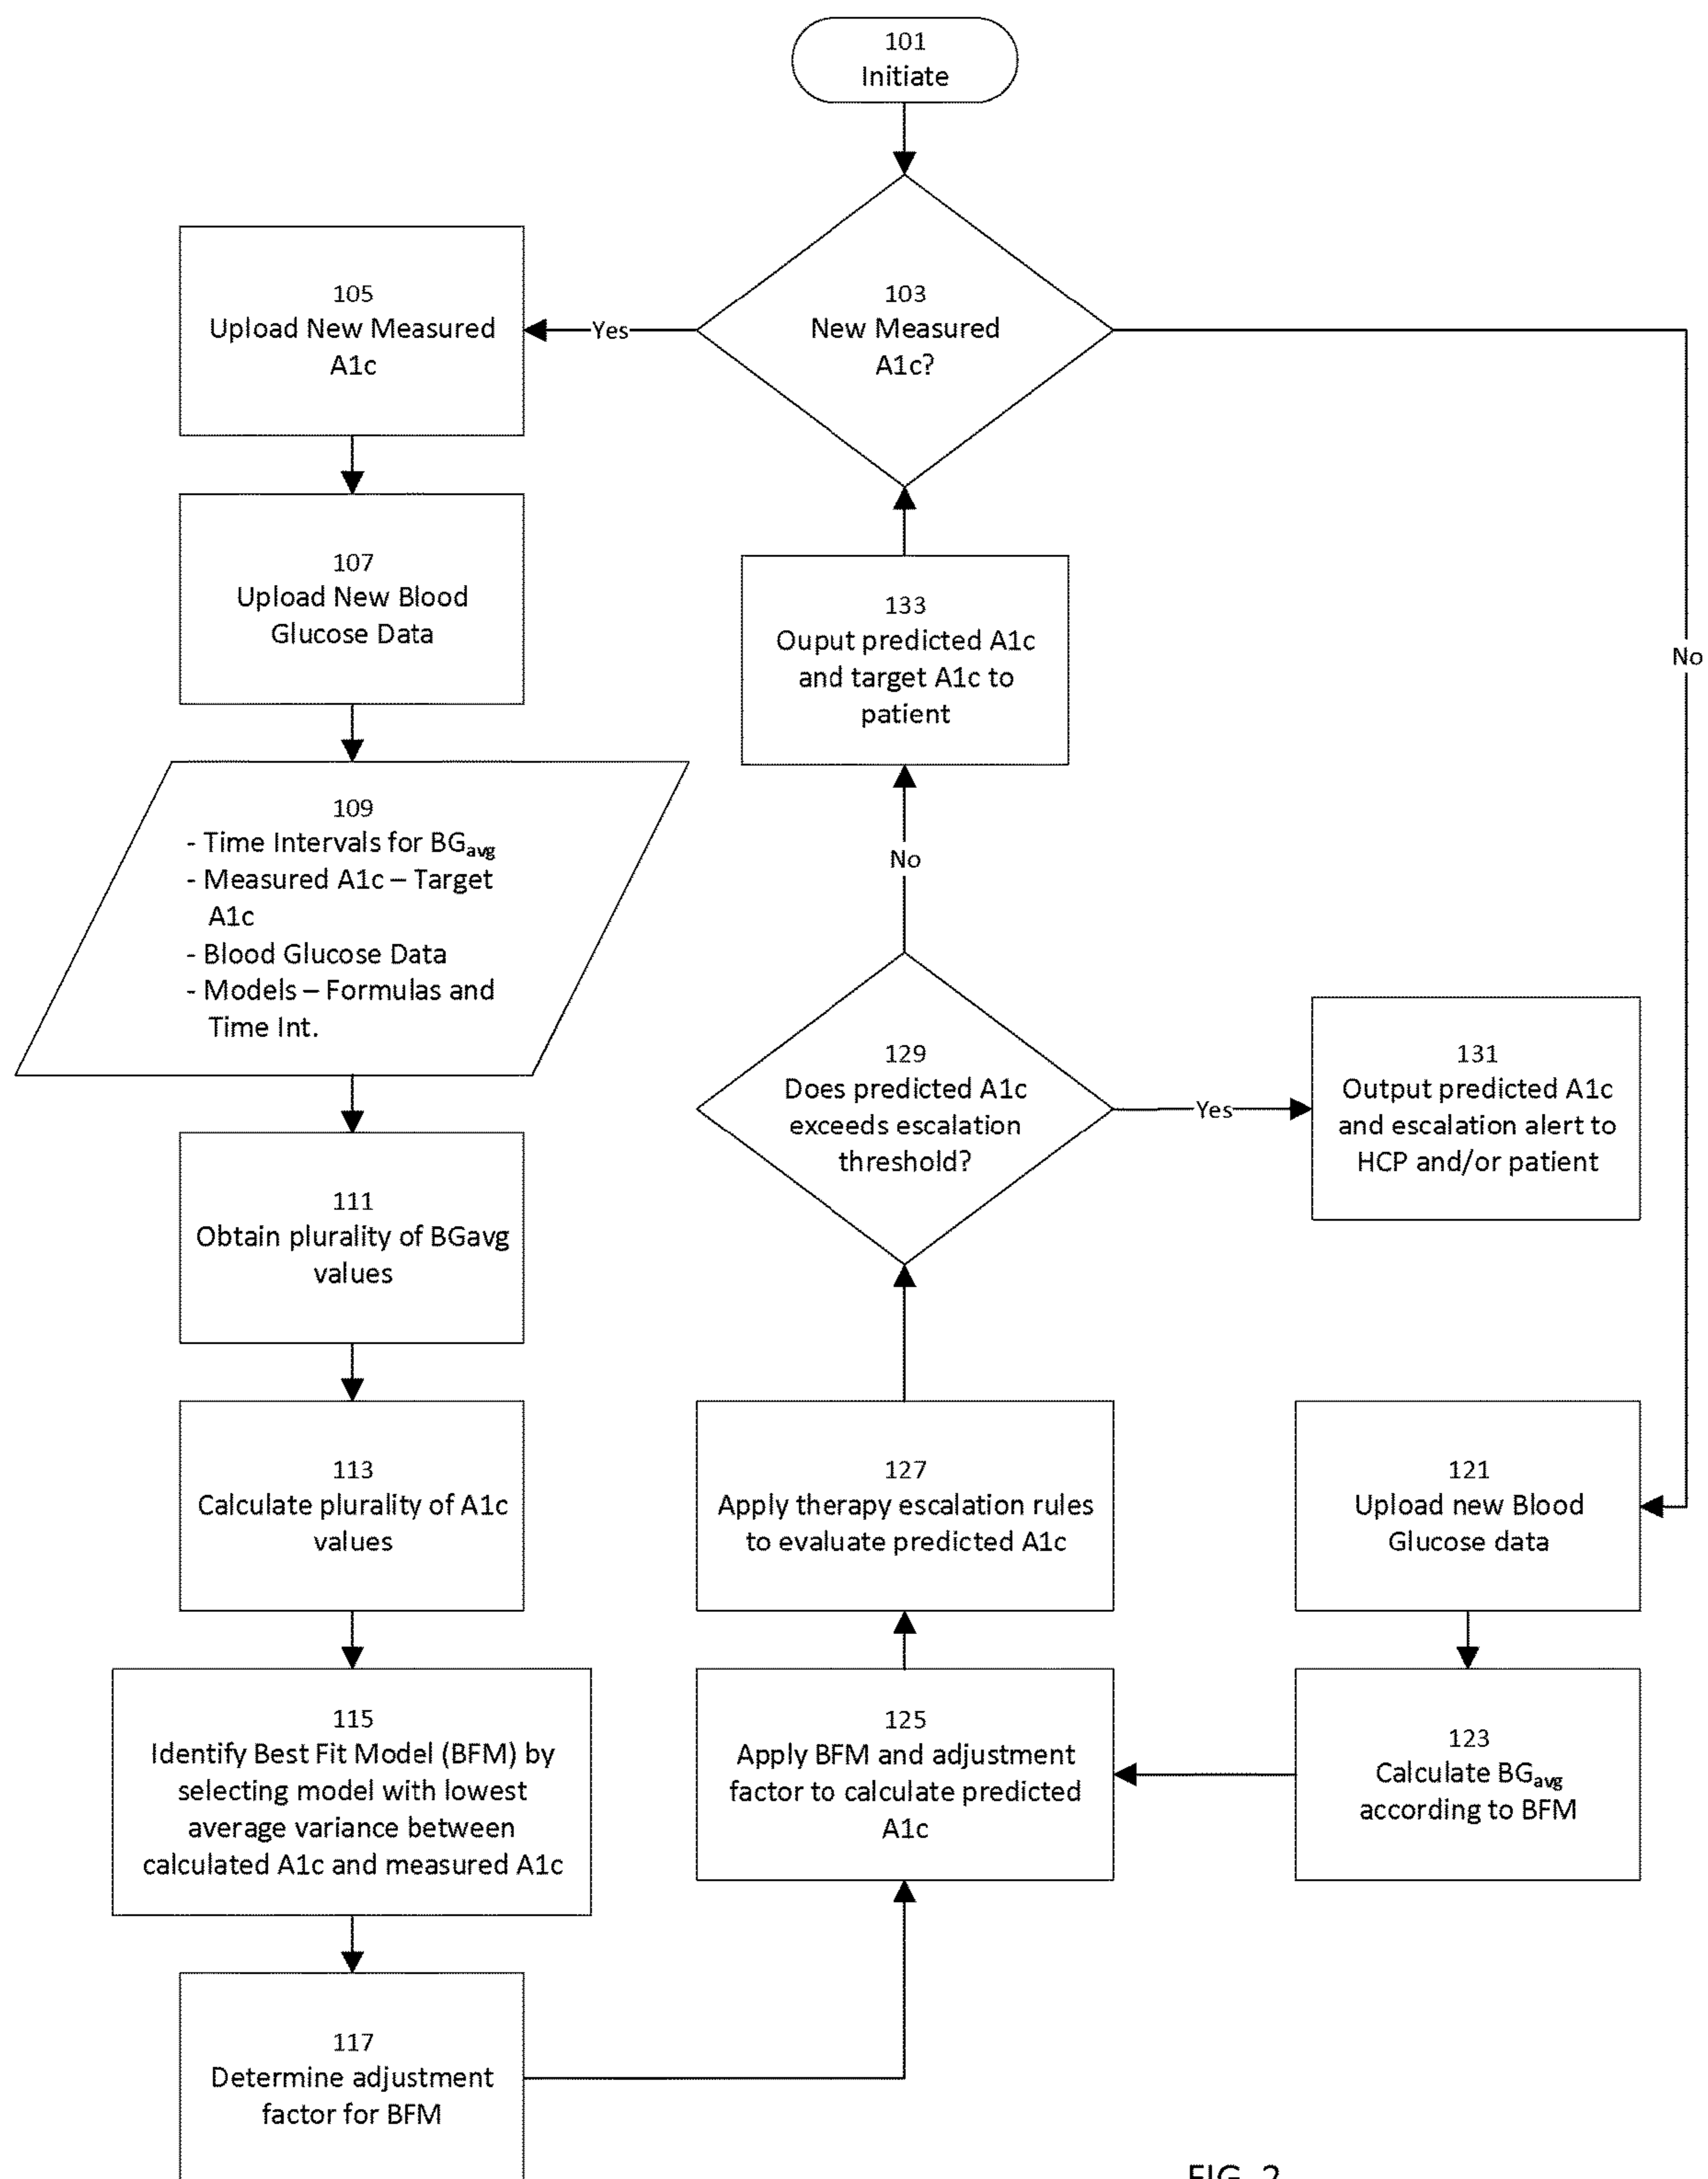 101
Initiate
103
New Measured
A1c?
Yes
No
105
Upload New Measured
A1c
107
Upload New Blood
Glucose Data
109
- Time Intervals for BGavg
- Measured A1c – Target
A1c
- Blood Glucose Data
- Models – Formulas and
Time Int.
111
Obtain plurality of BGavg
values
113
Calculate plurality of A1c
values
115
Identify Best Fit Model (BFM) by
selecting model with lowest
average variance between
calculated A1c and measured A1c
117
Determine adjustment
factor for BFM
133
Ouput predicted A1c
and target A1c to
patient
No
129
Does predicted A1c
exceeds escalation
threshold?
Yes
131
Output predicted A1c
and escalation alert to
HCP and/or patient
127
Apply therapy escalation rules
to evaluate predicted A1c
125
Apply BFM and adjustment
factor to calculate predicted
A1c
121
Upload new Blood
Glucose data
123
Calculate BGavg
according to BFM
FIG. 2